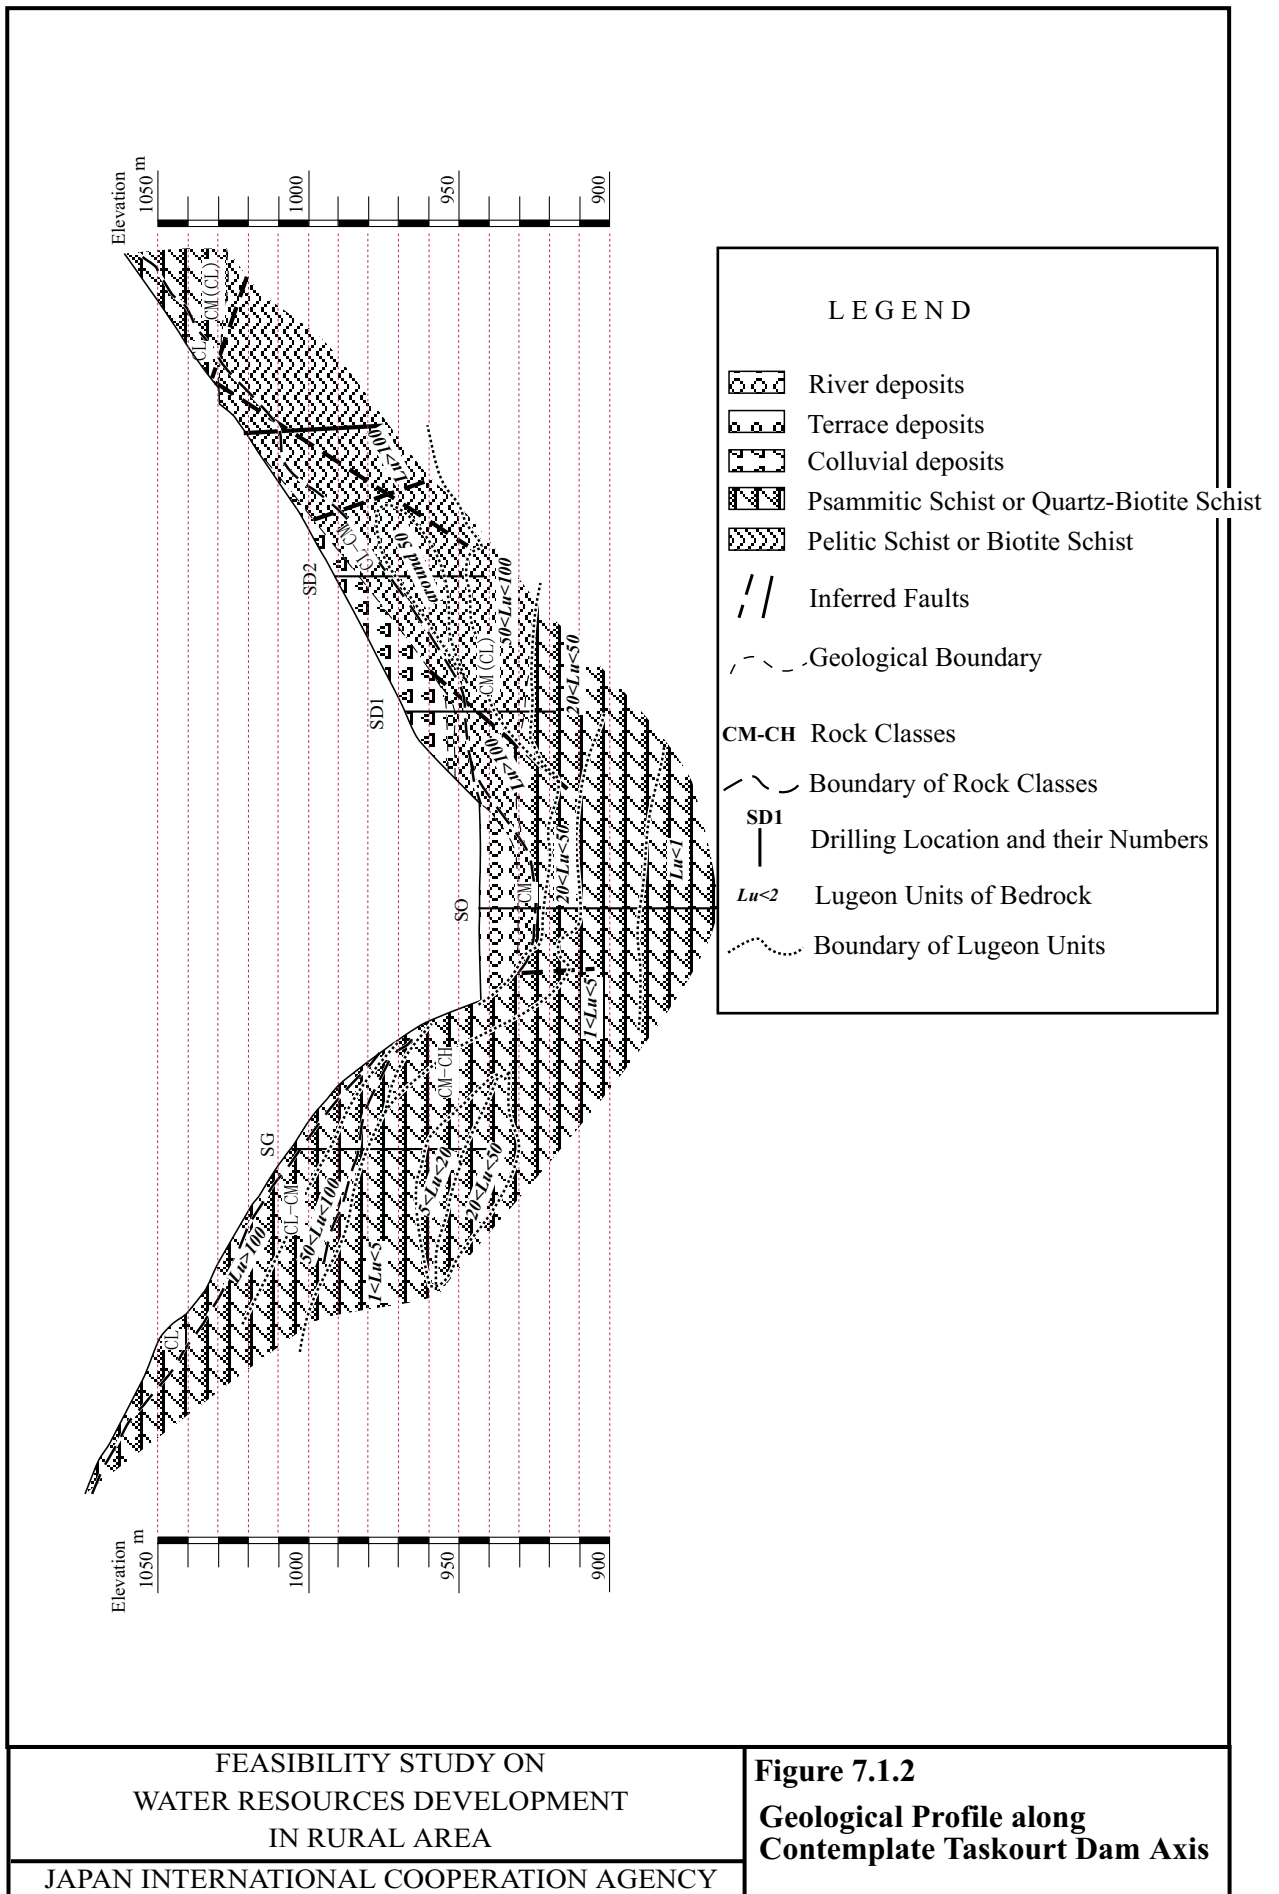 Elevation
1050 m
1000
950
900
CL
CM(CL)
Lu>100
CL-CM
around 50
SD2
50<Lu<100
CM(CL)
20<Lu<50
SD1
Lu>100
20<Lu<50
CM
Lu<1
SO
1<Lu<5
CM-CH
SG
5<Lu<20
20<Lu<50
CL-CM
50<Lu<100
Lu>100
1<Lu<5
CL
Elevation
1050 m
1000
950
900
LEGEND
River deposits
Terrace deposits
Colluvial deposits
Psammitic Schist or Quartz-Biotite Schist
Pelitic Schist or Biotite Schist
Inferred Faults
Geological Boundary
CM-CH Rock Classes
Boundary of Rock Classes
SD1
Drilling Location and their Numbers
Lu<2 Lugeon Units of Bedrock
Boundary of Lugeon Units
FEASIBILITY STUDY ON
WATER RESOURCES DEVELOPMENT
IN RURAL AREA
JAPAN INTERNATIONAL COOPERATION AGENCY
Figure 7.1.2
Geological Profile along
Contemplate Taskourt Dam Axis